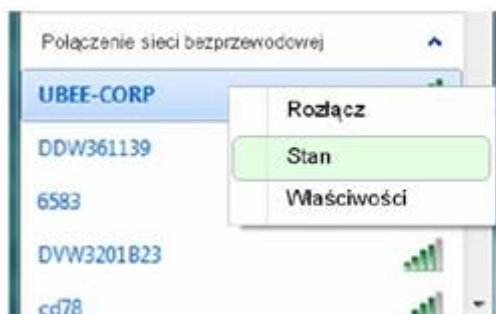 Połączenie sieci bezprzewodowej
UBEE-CORP
Rozłącz
DDW361139
Stan
6583
Właściwości
DVW3201B23
cd78